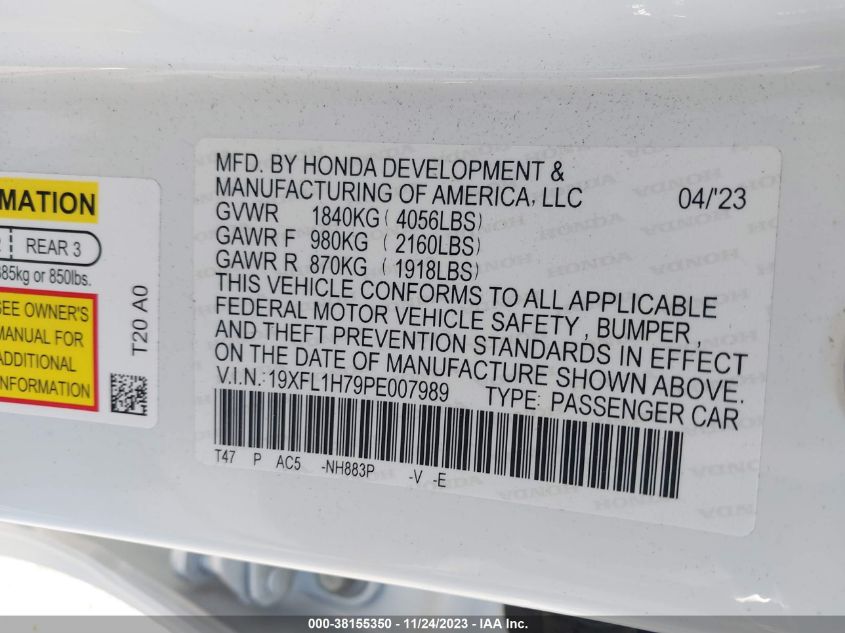 MATION
REAR 3
385kg or 850lbs.
SEE OWNER'S
MANUAL FOR
ADDITIONAL
INFORMATION
T20 A0
MFD. BY HONDA DEVELOPMENT &
MANUFACTURING OF AMERICA, LLC 04/'23
GVWR 1840KG ( 4056LBS)
GAWR F 980KG ( 2160LBS)
GAWR R 870KG ( 1918LBS)
THIS VEHICLE CONFORMS TO ALL APPLICABLE
FEDERAL MOTOR VEHICLE SAFETY, BUMPER,
AND THEFT PREVENTION STANDARDS IN EFFECT
ON THE DATE OF MANUFACTURE SHOWN ABOVE.
V.I.N.:19XFL1H79PE007989 TYPE: PASSENGER CAR
T47 P AC5 -NH883P -V -E
000-38155350 - 11/24/2023 - IAA Inc.